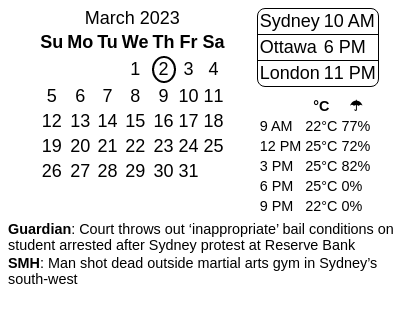 March 2023
Su Mo Tu We Th Fr Sa
1 2 3 4
5 6 7 8 9 10 11
12 13 14 15 16 17 18
19 20 21 22 23 24 25
26 27 28 29 30 31
Sydney 10 AM
Ottawa 6 PM
London 11 PM
°C ☂
9 AM 22°C 77%
12 PM 25°C 72%
3 PM 25°C 82%
6 PM 25°C 0%
9 PM 22°C 0%
Guardian: Court throws out ‘inappropriate’ bail conditions on
student arrested after Sydney protest at Reserve Bank
SMH: Man shot dead outside martial arts gym in Sydney’s
south-west